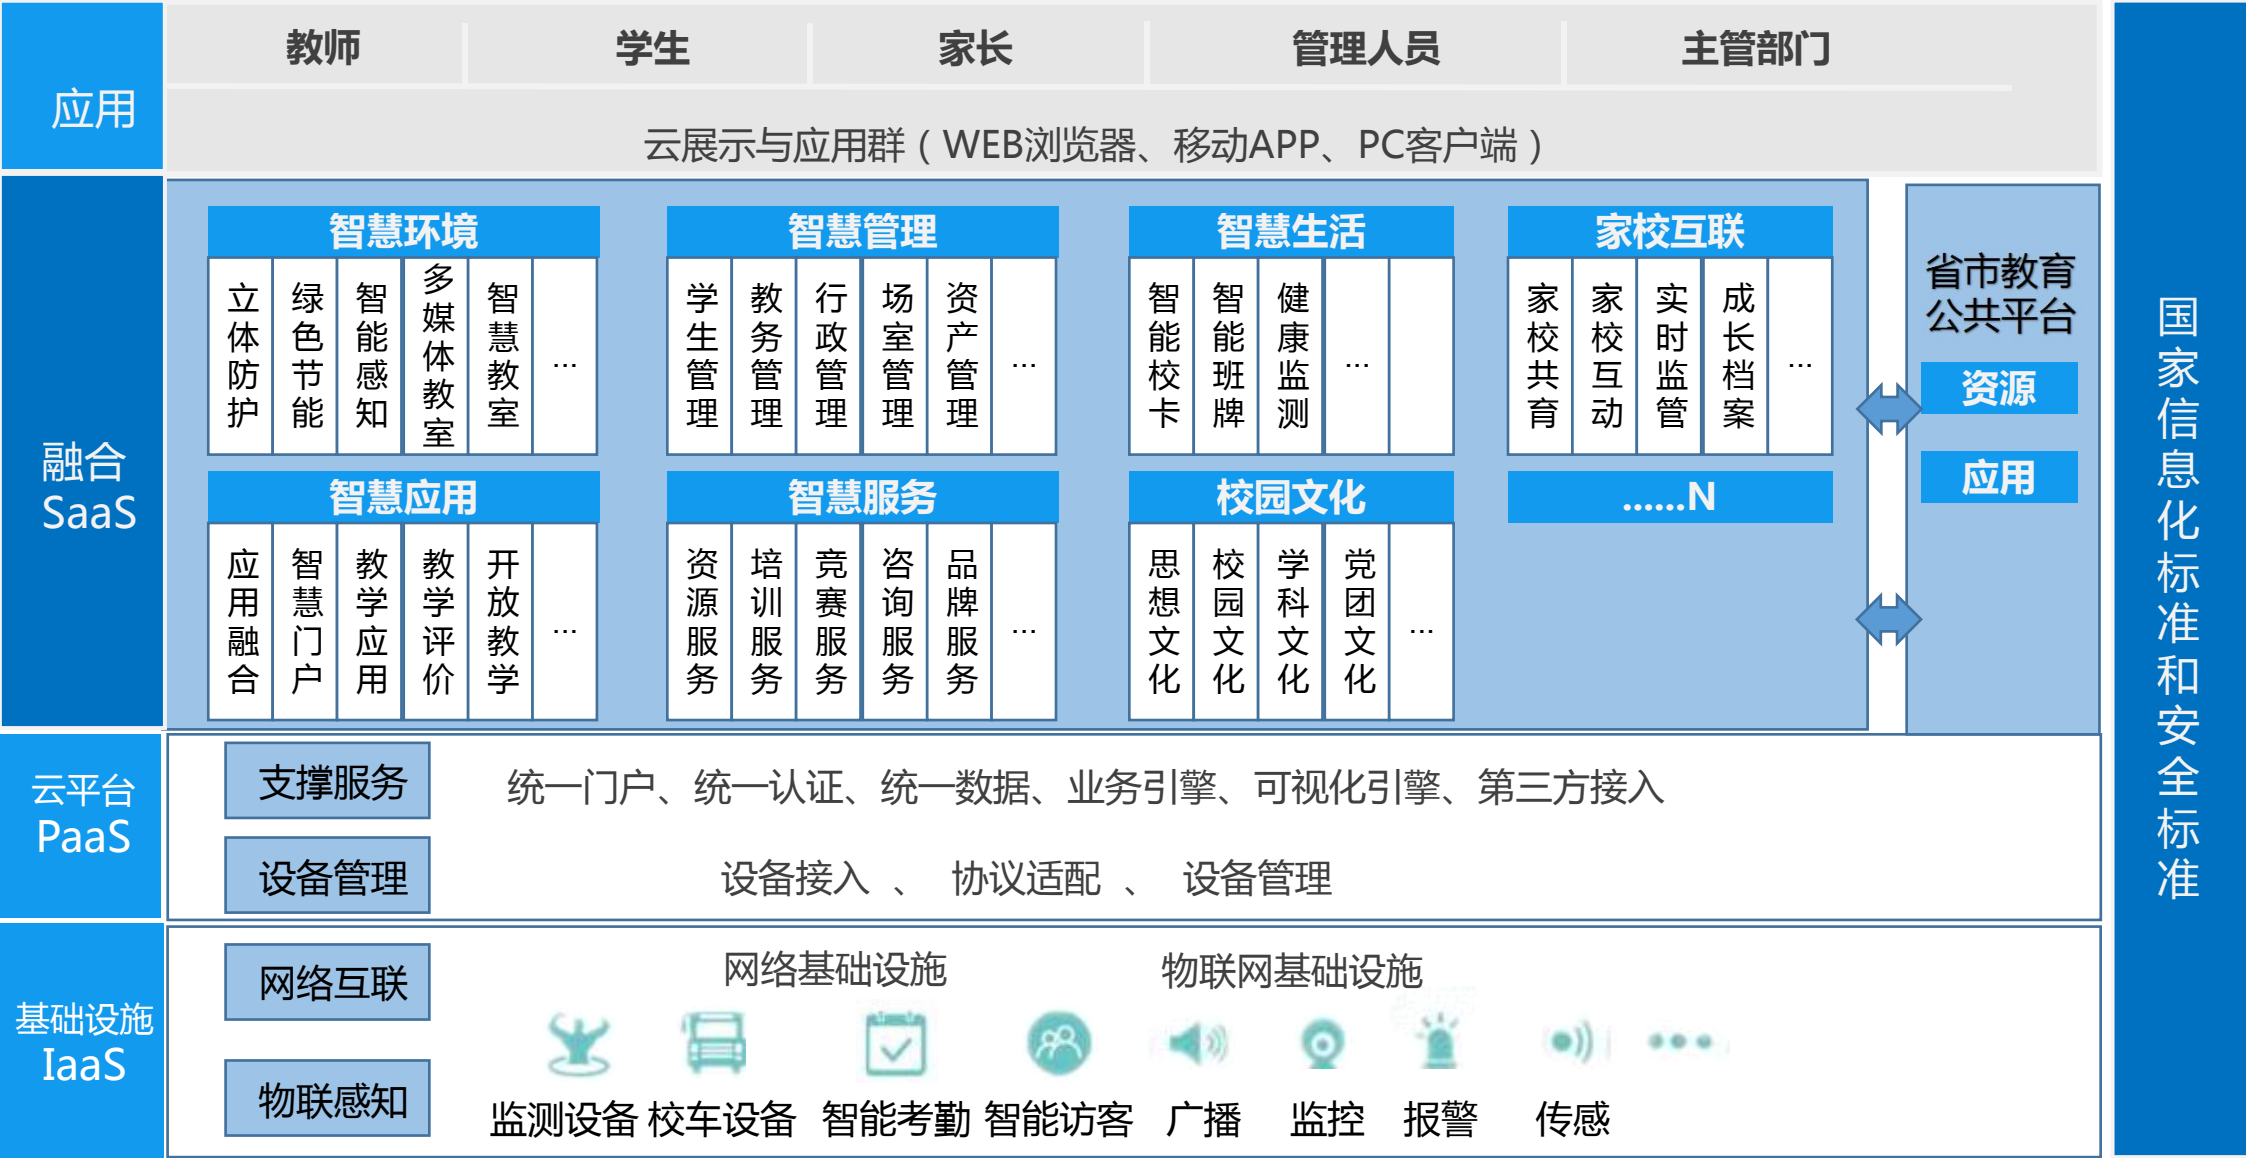 应用
教师
学生
家长
管理人员
主管部门
云展示与应用群（WEB浏览器、移动APP、PC客户端）
融合
SaaS
智慧环境
立体防护
绿色节能
智能感知
多媒体教室
智慧教室
...
智慧管理
学生管理
教务管理
行政管理
场室管理
资产管理
...
智慧生活
智能校卡
智能班牌
健康监测
...
家校互联
家校共育
家校互动
实时监管
成长档案
...
智慧应用
应用融合
智慧门户
教学应用
教学评价
开放教学
...
智慧服务
资源服务
培训服务
竞赛服务
咨询服务
品牌服务
...
校园文化
思想文化
校园文化
学科文化
党团文化
...
......N
省市教育
公共平台
资源
应用
云平台
PaaS
支撑服务
统一门户、统一认证、统一数据、业务引擎、可视化引擎、第三方接入
设备管理
设备接入 、 协议适配 、 设备管理
基础设施
IaaS
网络互联
网络基础设施
物联网基础设施
物联感知
监测设备
校车设备
智能考勤
智能访客
广播
监控
报警
传感
国家信息化标准和安全标准